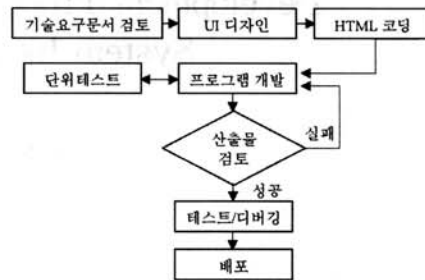 기술요구문서 검토
UI 디자인
HTML 코딩
단위테스트
프로그램 개발
산출물
검토
실패
성공
테스트/디버깅
배포